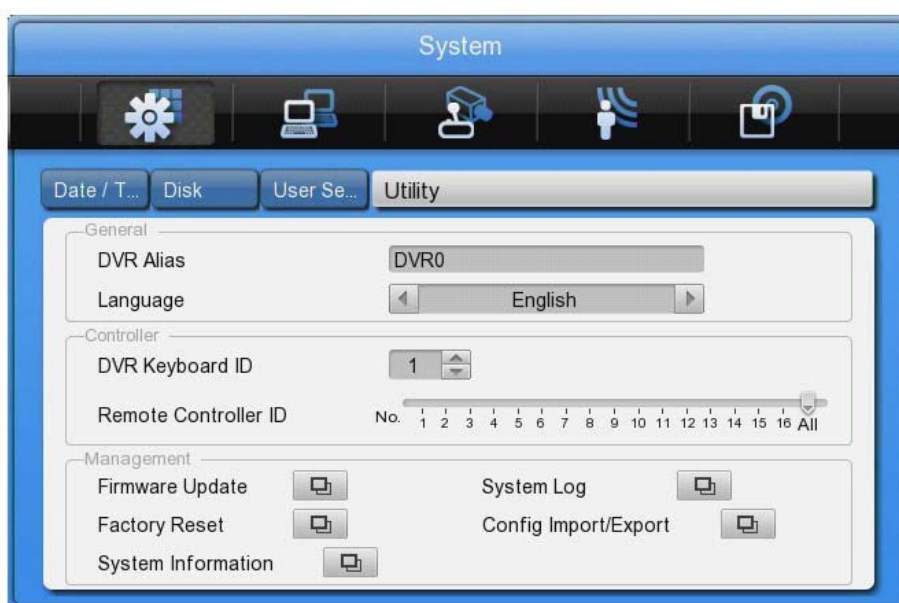 System
Date / T... Disk User Se... Utility
General
DVR Alias DVR0
Language English
Controller
DVR Keyboard ID 1
Remote Controller ID No. 1 2 3 4 5 6 7 8 9 10 11 12 13 14 15 16 All
Management
Firmware Update System Log
Factory Reset Config Import/Export
System Information